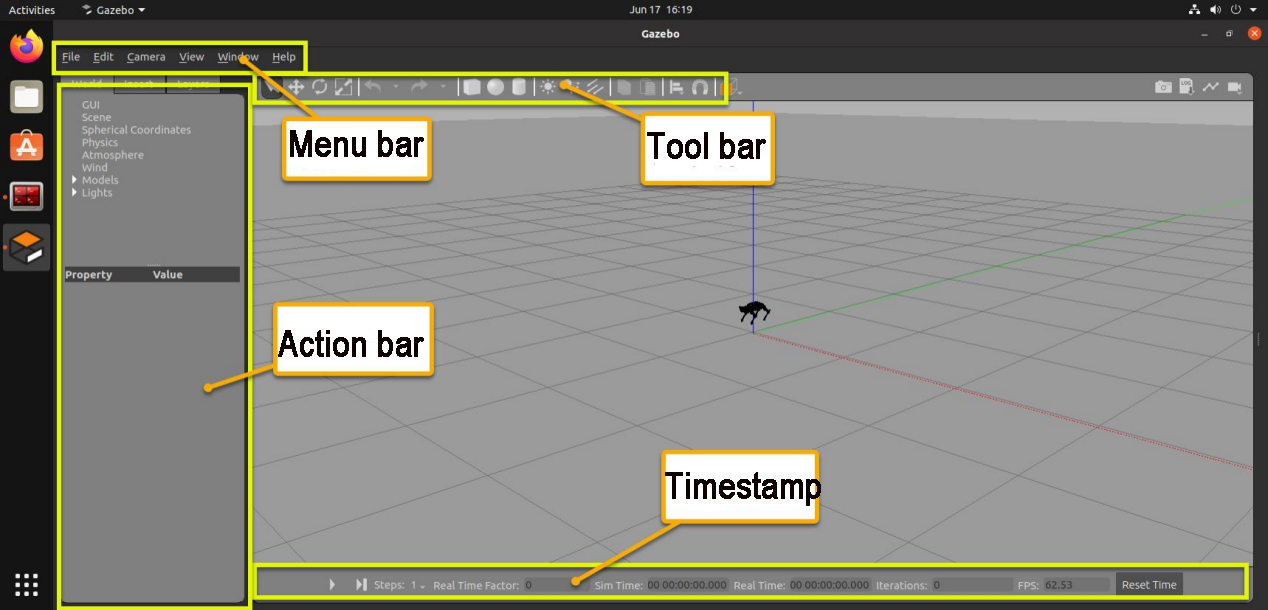 Activities Gazebo Jun 17 16:19
Gazebo
File Edit Camera View Window Help
World Insert Layers
GUI
Scene
Spherical Coordinates
Physics
Atmosphere
Wind
Models
Lights
Menu bar
Tool bar
Property Value
Action bar
Timestamp
Steps: 1 Real Time Factor: 0 Sim Time: 00 00:00:00.000 Real Time: 00 00:00:00.000 Iterations: 0 FPS: 62.53 Reset Time